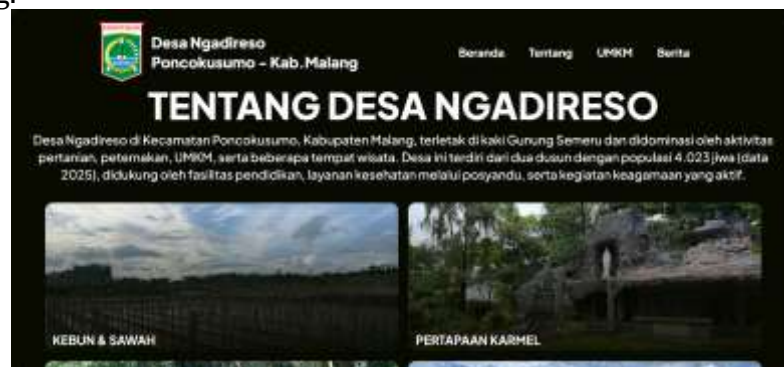 Desa Ngadireso
Poncokusumo - Kab. Malang
Beranda Tentang UMKM Berita
TENTANG DESA NGADIRESO
Desa Ngadireso di Kecamatan Poncokusumo, Kabupaten Malang, terletak di kaki Gunung Semeru dan didominasi oleh aktivitas
pertanian, peternakan, UMKM, serta beberapa tempat wisata. Desa ini terdiri dari dua dusun dengan populasi 4.023 jiwa (data
2025), didukung oleh fasilitas pendidikan, layanan kesehatan melalui posyandu, serta kegiatan keagamaan yang aktif.
KEBUN & SAWAH
PERTAPAAN KARMEL